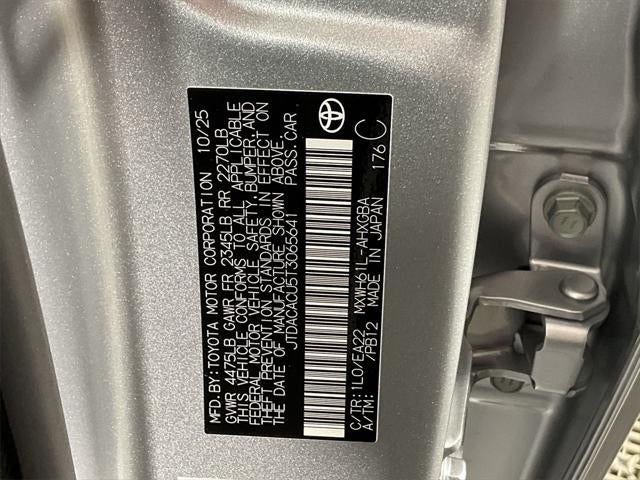 MFD. BY:TOYOTA MOTOR CORPORATION 10/25
GVWR 4475LB GAWR FR 2345LB RR 2270LB
THIS VEHICLE CONFORMS TO ALL APPLICABLE
FEDERAL MOTOR VEHICLE SAFETY, BUMPER, AND
THEFT PREVENTION STANDARDS IN EFFECT ON
THE DATE OF MANUFACTURE SHOWN ABOVE.
JTDACACU5T3065641 PASS. CAR
C/TR:1L0/EA22 MXWH61L-AHXGBA
A/TM: /PB12 MADE IN JAPAN 176 C